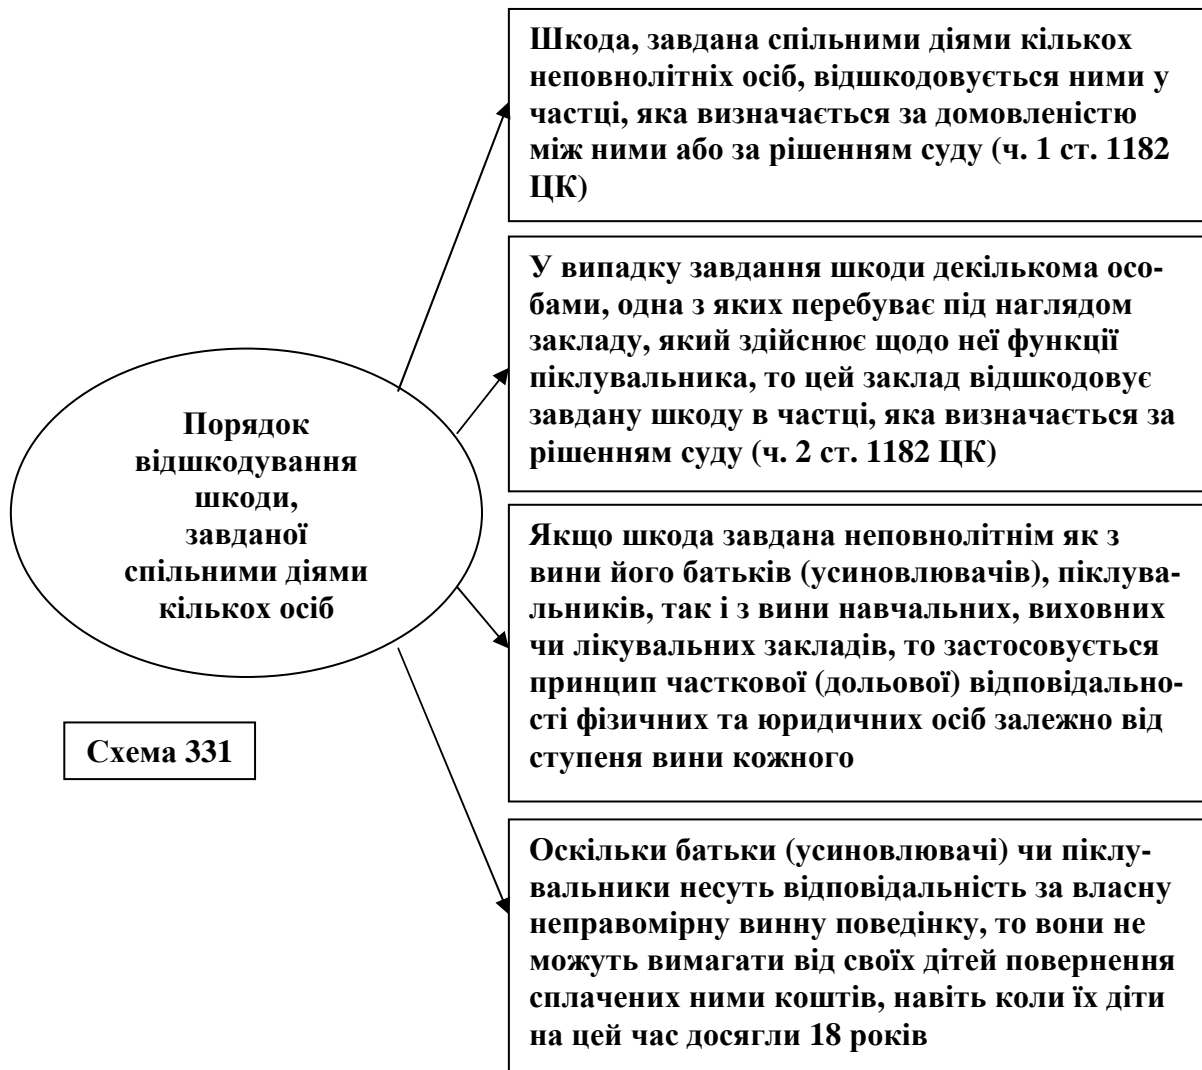 Шкода, завдана спільними діями кількох
неповнолітніх осіб, відшкодовується ними у
частці, яка визначається за домовленістю
між ними або за рішенням суду (ч. 1 ст. 1182
ЦК)
У випадку завдання шкоди декількома осо-
бами, одна з яких перебуває під наглядом
закладу, який здійснює щодо неї функції
піклувальника, то цей заклад відшкодовує
завдану шкоду в частці, яка визначається за
рішенням суду (ч. 2 ст. 1182 ЦК)
Порядок
відшкодування
шкоди,
завданої
спільними діями
кількох осіб
Якщо шкода завдана неповнолітнім як з
вини його батьків (усиновлювачів), піклува-
льників, так і з вини навчальних, виховних
чи лікувальних закладів, то застосовується
принцип часткової (дольової) відповідально-
сті фізичних та юридичних осіб залежно від
ступеня вини кожного
Схема 331
Оскільки батьки (усиновлювачі) чи піклу-
вальники несуть відповідальність за власну
неправомірну винну поведінку, то вони не
можуть вимагати від своїх дітей повернення
сплачених ними коштів, навіть коли їх діти
на цей час досягли 18 років